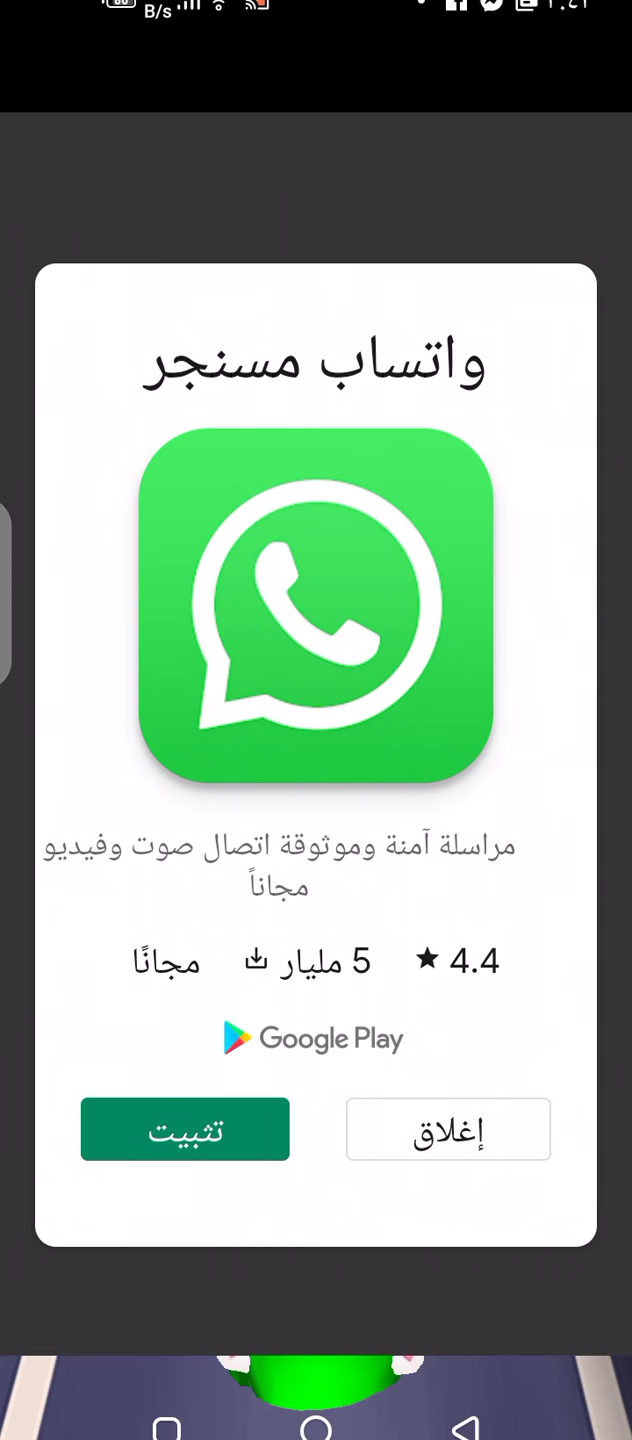 B/s
واتساب مسنجر
مراسلة آمنة وموثوقة اتصال صوت وفيديو
مجاناً
4.4 ★ 5 مليار مجانًا
Google Play
إغلاق تثبيت